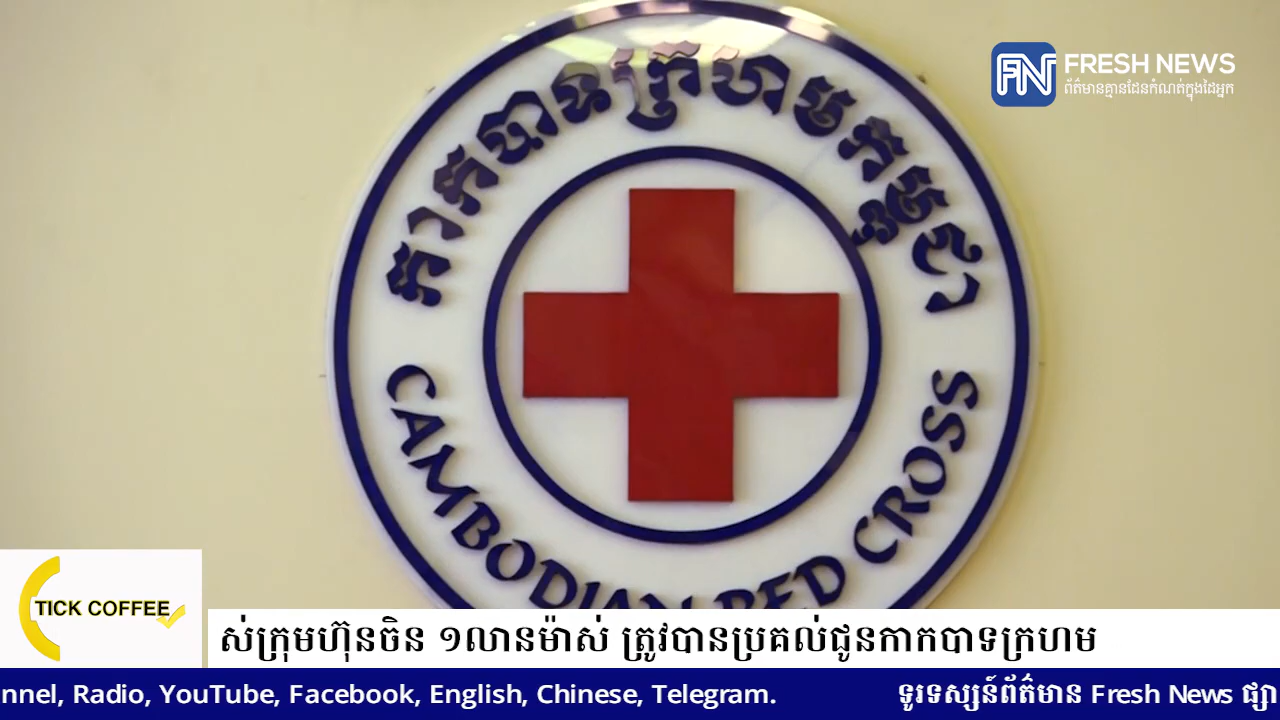 FRESH NEWS
ព័ត៌មានគ្មានដែនកំណត់ក្នុងដៃអ្នក
កាកបាទក្រហមកម្ពុជា
CAMBODIAN RED CROSS
TICK COFFEE
ស់ក្រុមហ៊ុនចិន ១លានម៉ាស់ ត្រូវបានប្រគល់ជូនកាកបាទក្រហម
nnel, Radio, YouTube, Facebook, English, Chinese, Telegram. ទូរទស្សន៍ព័ត៌មាន Fresh News ផ្សា